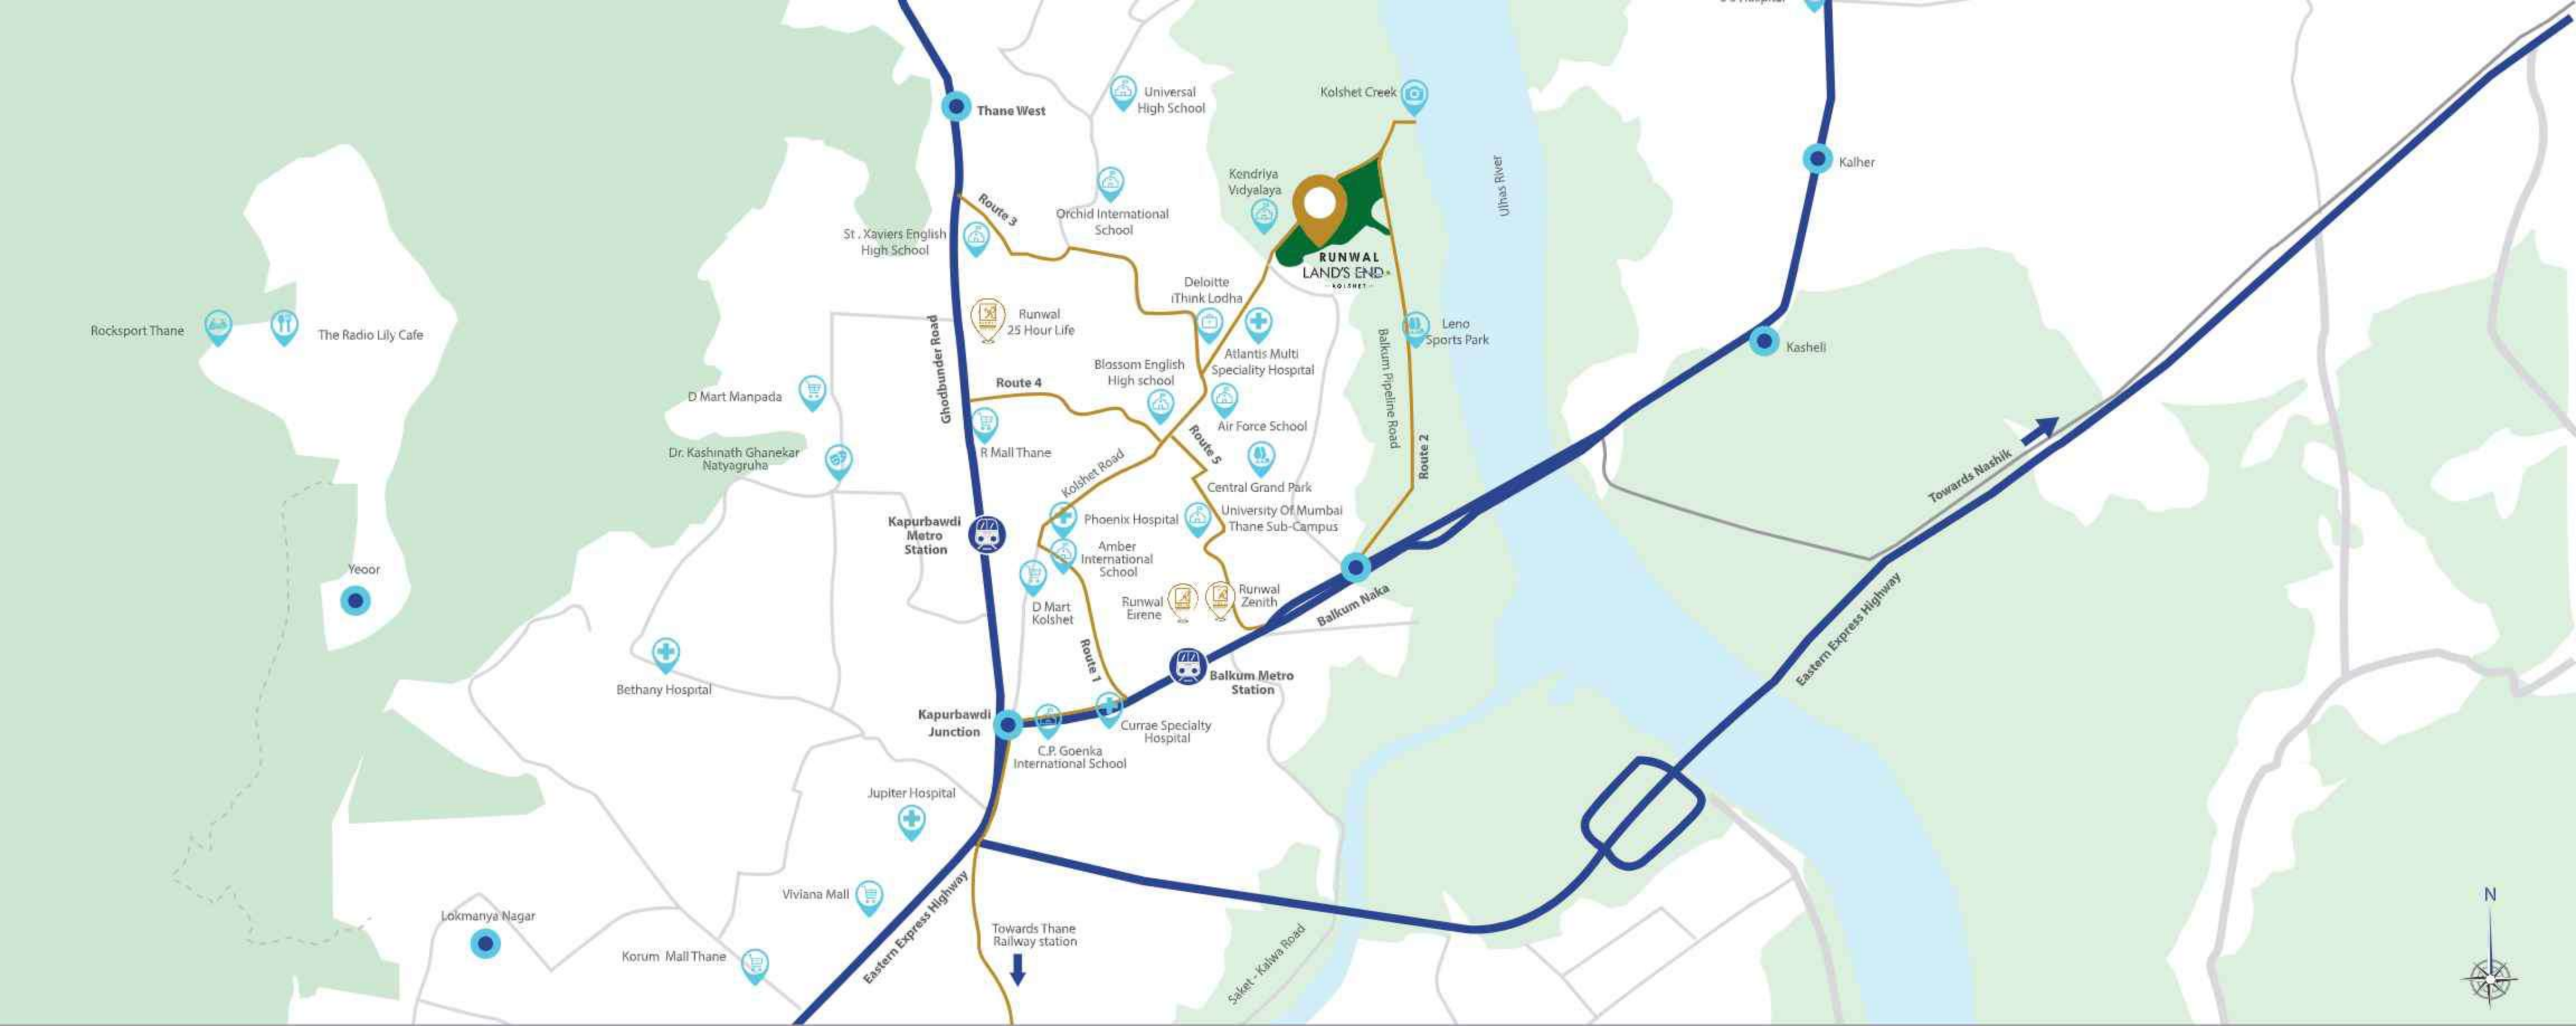 Thane West
Universal
High School
Kolshet Creek
Kalher
Ulhas River
Kendriya
Vidyalaya
Route 3
Orchid International
School
St . Xaviers English
High School
RUNWAL
LAND'S END
KOLSHET
Deloitte
iThink Lodha
Runwal
25 Hour Life
Rocksport Thane
The Radio Lily Cafe
Ghodbunder Road
Leno
Sports Park
Kasheli
Balkum Pipeline Road
Atlantis Multi
Speciality Hospital
Blossom English
High school
Route 4
D Mart Manpada
Air Force School
Route 5
Route 2
R Mall Thane
Dr. Kashinath Ghanekar
Natyagruha
Kolshet Road
Central Grand Park
Towards Nashik
Kapurbawdi
Metro
Station
Phoenix Hospital
University Of Mumbai
Thane Sub-Campus
Amber
International
School
Yeoor
D Mart
Kolshet
Runwal
Eirene
Runwal
Zenith
Balkum Naka
Eastern Express Highway
Route 1
Bethany Hospital
Balkum Metro
Station
Kapurbawdi
Junction
Currae Specialty
Hospital
C.P. Goenka
International School
Jupiter Hospital
Viviana Mall
Eastern Express Highway
Lokmanya Nagar
Korum Mall Thane
Towards Thane
Railway station
Saket - Kalwa Road
N